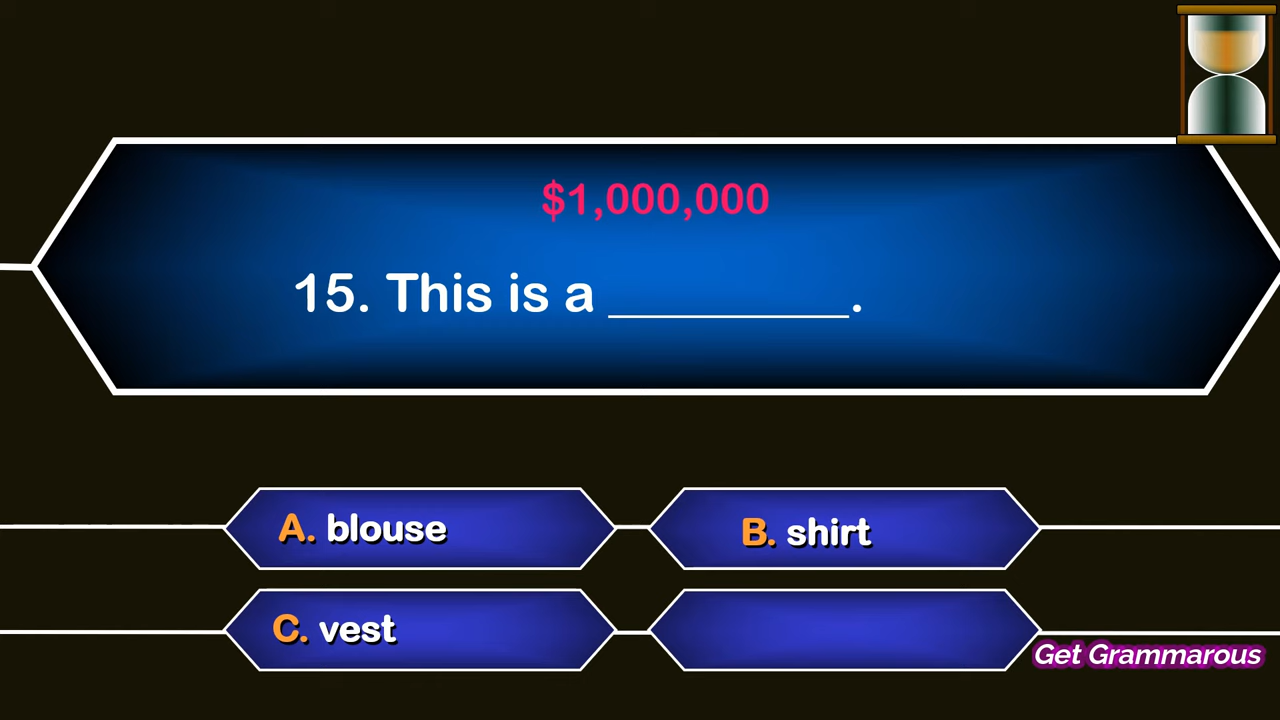 $1,000,000
15. This is a _________.
A. blouse
B. shirt
C. vest
Get Grammarous